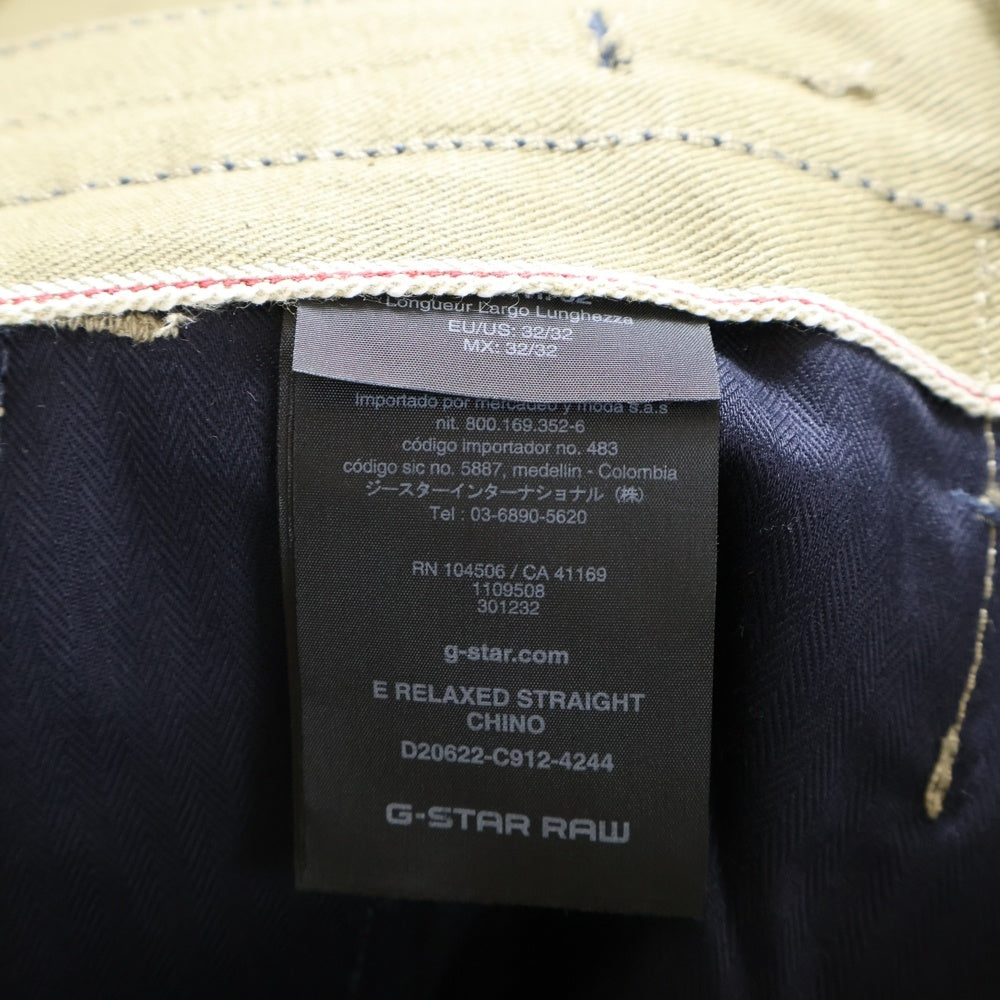 Longueur Largo Lunghezza
EU/US: 32/32
MX: 32/32
Importado por mercadeo y moda s.a.s
nit. 800.169.352-6
código importador no. 483
código sic no. 5887, medellin - Colombia
ジースターインターナショナル（株）
Tel : 03-6890-5620
RN 104506 / CA 41169
1109508
301232
g-star.com
E RELAXED STRAIGHT
CHINO
D20622-C912-4244
G-STAR RAW